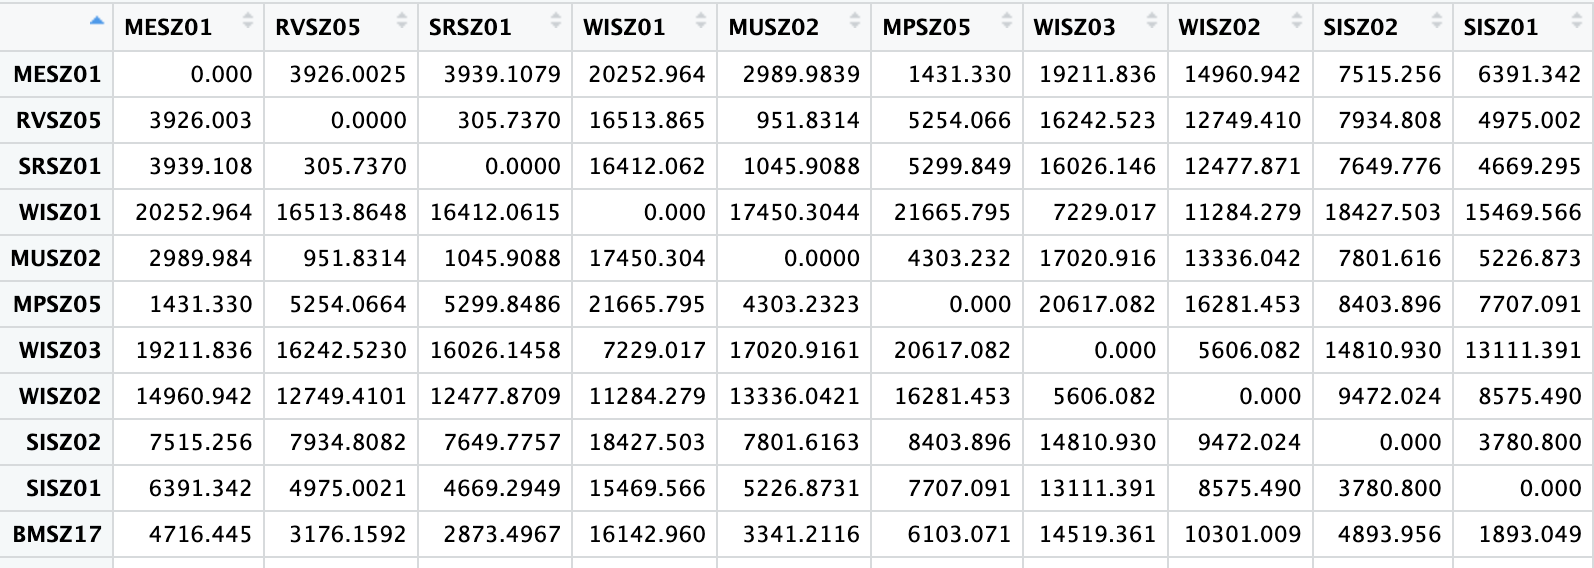 MESZ01 RVSZ05 SRSZ01 WISZ01 MUSZ02 MPSZ05 WISZ03 WISZ02 SISZ02 SISZ01
MESZ01 0.000 3926.0025 3939.1079 20252.964 2989.9839 1431.330 19211.836 14960.942 7515.256 6391.342
RVSZ05 3926.003 0.0000 305.7370 16513.865 951.8314 5254.066 16242.523 12749.410 7934.808 4975.002
SRSZ01 3939.108 305.7370 0.0000 16412.062 1045.9088 5299.849 16026.146 12477.871 7649.776 4669.295
WISZ01 20252.964 16513.8648 16412.0615 0.000 17450.3044 21665.795 7229.017 11284.279 18427.503 15469.566
MUSZ02 2989.984 951.8314 1045.9088 17450.304 0.0000 4303.232 17020.916 13336.042 7801.616 5226.873
MPSZ05 1431.330 5254.0664 5299.8486 21665.795 4303.2323 0.000 20617.082 16281.453 8403.896 7707.091
WISZ03 19211.836 16242.5230 16026.1458 7229.017 17020.9161 20617.082 0.000 5606.082 14810.930 13111.391
WISZ02 14960.942 12749.4101 12477.8709 11284.279 13336.0421 16281.453 5606.082 0.000 9472.024 8575.490
SISZ02 7515.256 7934.8082 7649.7757 18427.503 7801.6163 8403.896 14810.930 9472.024 0.000 3780.800
SISZ01 6391.342 4975.0021 4669.2949 15469.566 5226.8731 7707.091 13111.391 8575.490 3780.800 0.000
BMSZ17 4716.445 3176.1592 2873.4967 16142.960 3341.2116 6103.071 14519.361 10301.009 4893.956 1893.049